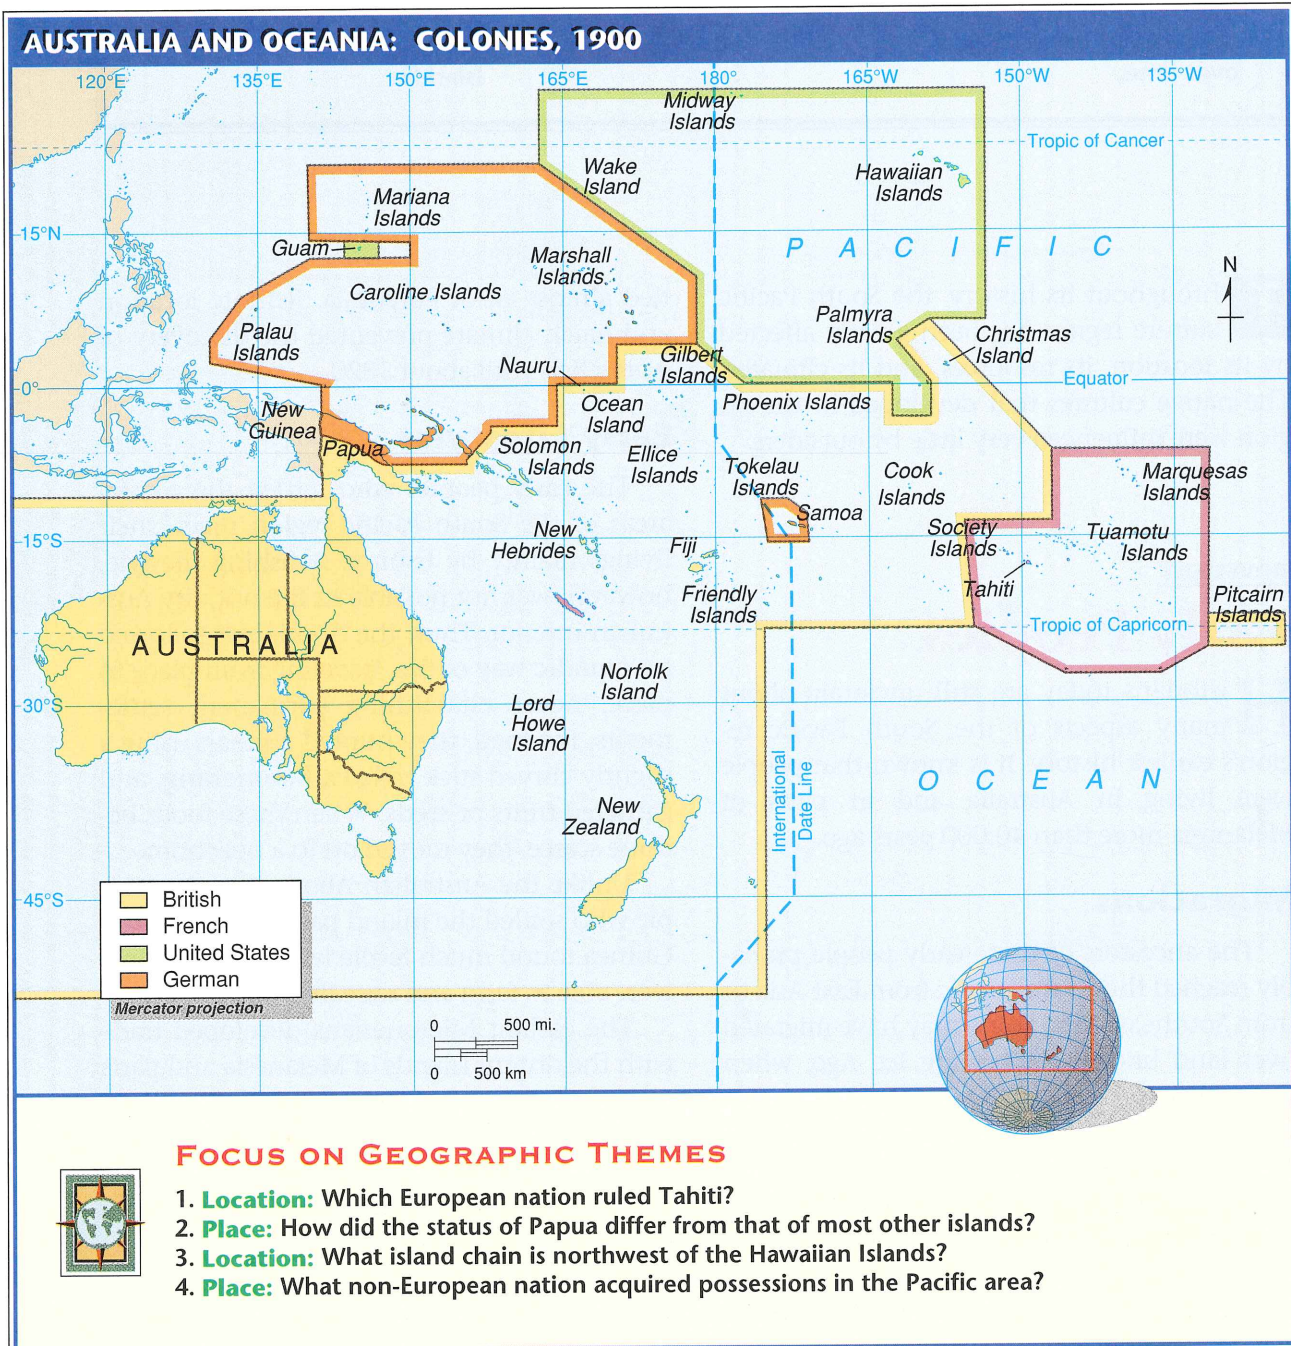 AUSTRALIA AND OCEANIA: COLONIES, 1900
120°E
135°E
150°E
165°E
180°
165°W
150°W
135°W
Midway
Islands
Tropic of Cancer
Wake
Island
Hawaiian
Islands
Mariana
Islands
15°N
Guam
PACIFIC
Marshall
Islands
N
Caroline Islands
Palmyra
Islands
Christmas
Island
Palau
Islands
Gilbert
Islands
Nauru
0°
Equator
Phoenix Islands
Ocean
Island
New
Guinea
Papua
Solomon
Islands
Ellice
Islands
Tokelau
Islands
Cook
Islands
Marquesas
Islands
Samoa
Society
Islands
Tuamotu
Islands
15°S
New
Hebrides
Fiji
Tahiti
Friendly
Islands
Pitcairn
Islands
Tropic of Capricorn
AUSTRALIA
Norfolk
Island
30°S
Lord
Howe
Island
OCEAN
International
Date Line
New
Zealand
45°S
British
French
United States
German
Mercator projection
0 500 mi.
0 500 km
FOCUS ON GEOGRAPHIC THEMES
1. Location: Which European nation ruled Tahiti?
2. Place: How did the status of Papua differ from that of most other islands?
3. Location: What island chain is northwest of the Hawaiian Islands?
4. Place: What non-European nation acquired possessions in the Pacific area?